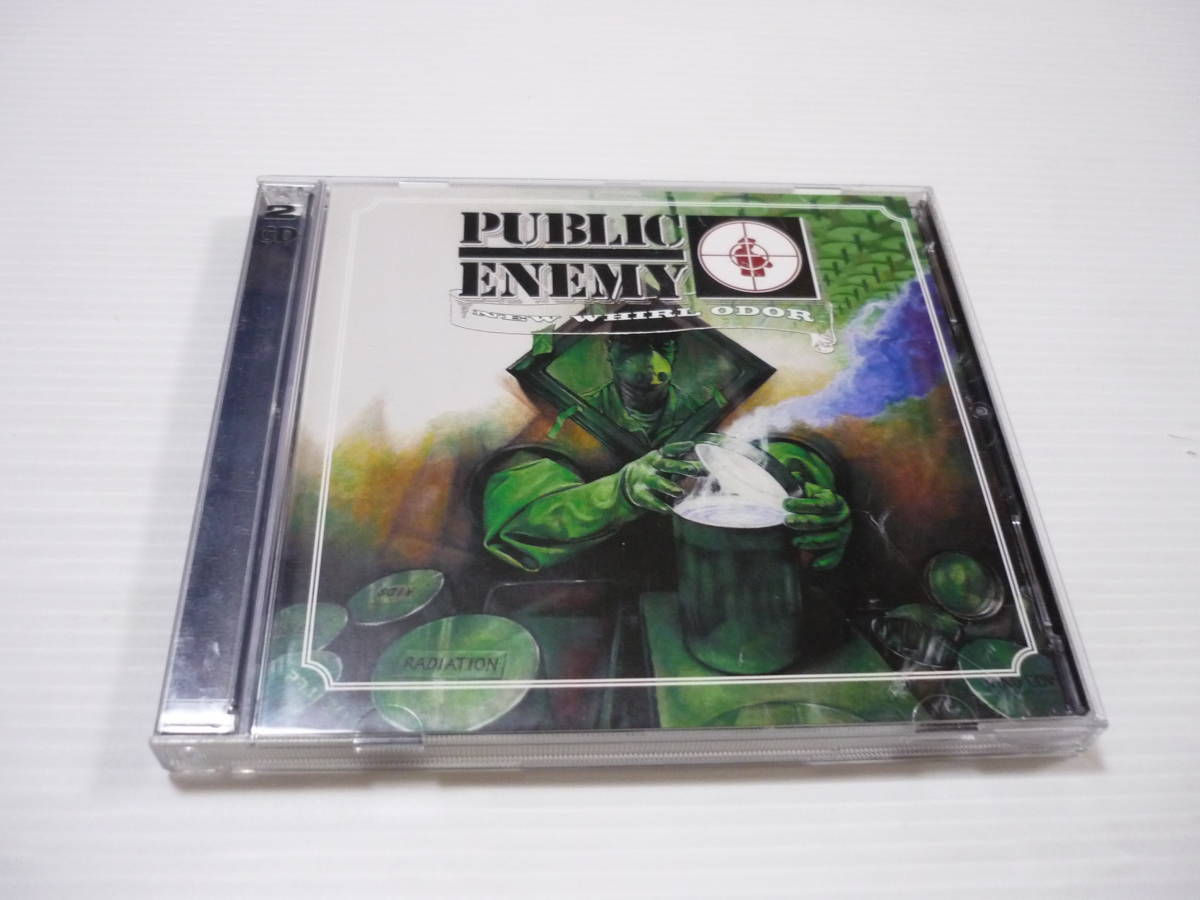 2
CD
PUBLIC
ENEMY
NEW WHIRL ODOR
AIDS
RADIATION